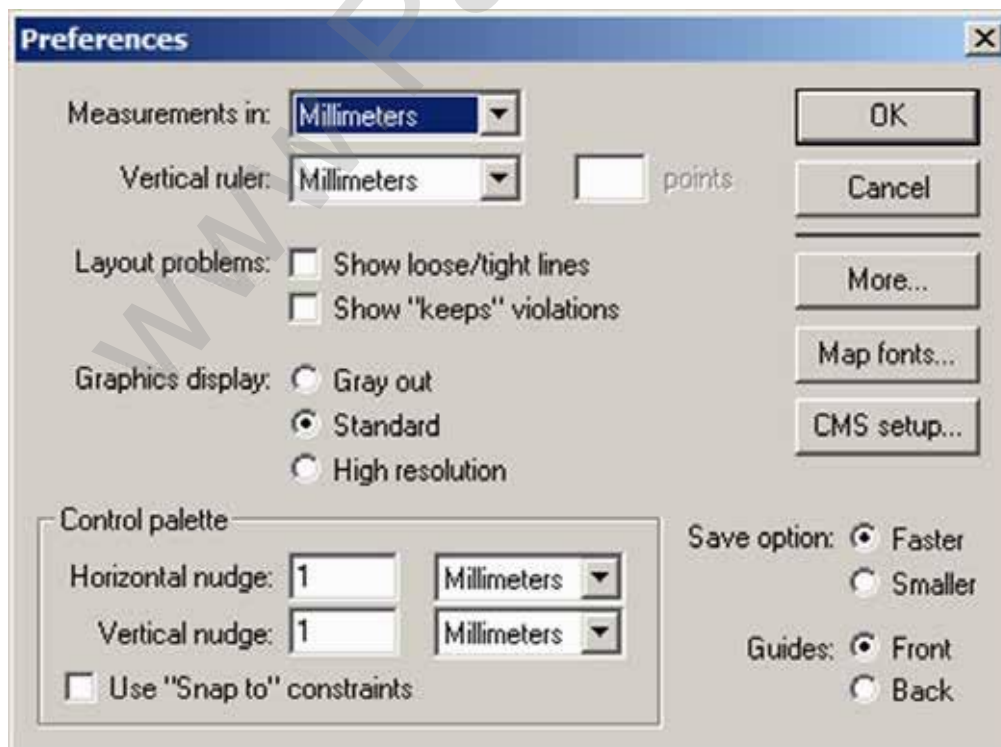 Preferences
Measurements in: Millimeters
OK
Vertical ruler: Millimeters points
Cancel
Layout problems: Show loose/tight lines
Show "keeps" violations
More...
Map fonts...
Graphics display: Gray out
Standard
High resolution
CMS setup...
Control palette
Horizontal nudge: 1 Millimeters
Vertical nudge: 1 Millimeters
Use "Snap to" constraints
Save option: Faster
Smaller
Guides: Front
Back